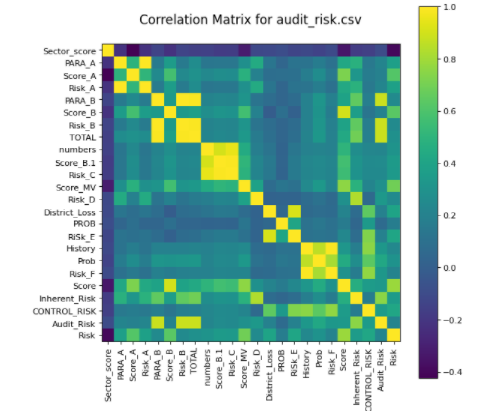 Correlation Matrix for audit_risk.csv
Sector_score
PARA_A
Score_A
Risk_A
PARA_B
Score_B
Risk_B
TOTAL
numbers
Score_B.1
Risk_C
Score_MV
Risk_D
District_Loss
PROB
RiSk_E
History
Prob
Risk_F
Score
Inherent_Risk
CONTROL_RISK
Audit_Risk
Risk
Sector_score
PARA_A
Score_A
Risk_A
PARA_B
Score_B
Risk_B
TOTAL
numbers
Score_B.1
Risk_C
Score_MV
Risk_D
District_Loss
PROB
RiSk_E
History
Prob
Risk_F
Score
Inherent_Risk
CONTROL_RISK
Audit_Risk
Risk
1.0
0.8
0.6
0.4
0.2
0.0
−0.2
−0.4